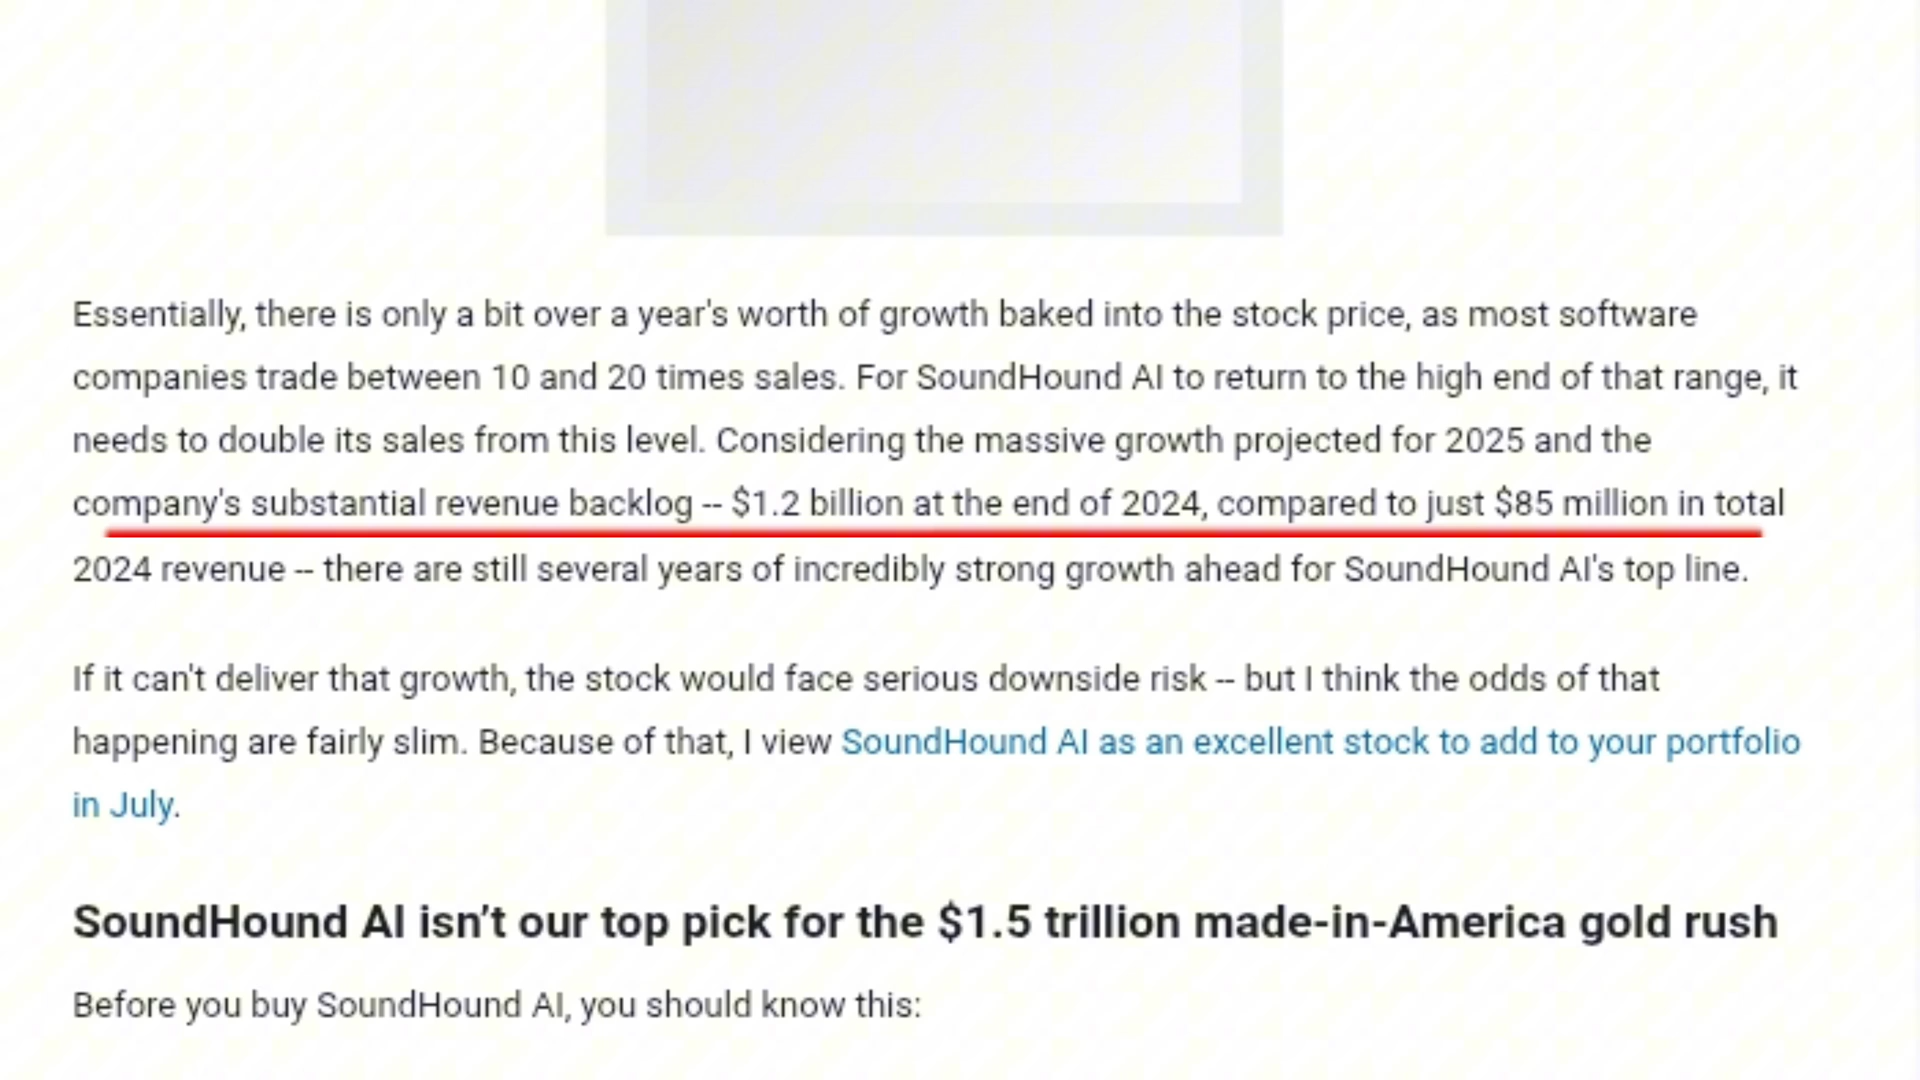 Essentially, there is only a bit over a year's worth of growth baked into the stock price, as most software
companies trade between 10 and 20 times sales. For SoundHound AI to return to the high end of that range, it
needs to double its sales from this level. Considering the massive growth projected for 2025 and the
company's substantial revenue backlog -- $1.2 billion at the end of 2024, compared to just $85 million in total
2024 revenue -- there are still several years of incredibly strong growth ahead for SoundHound AI's top line.
If it can't deliver that growth, the stock would face serious downside risk -- but I think the odds of that
happening are fairly slim. Because of that, I view SoundHound AI as an excellent stock to add to your portfolio
in July.
SoundHound AI isn’t our top pick for the $1.5 trillion made-in-America gold rush
Before you buy SoundHound AI, you should know this: